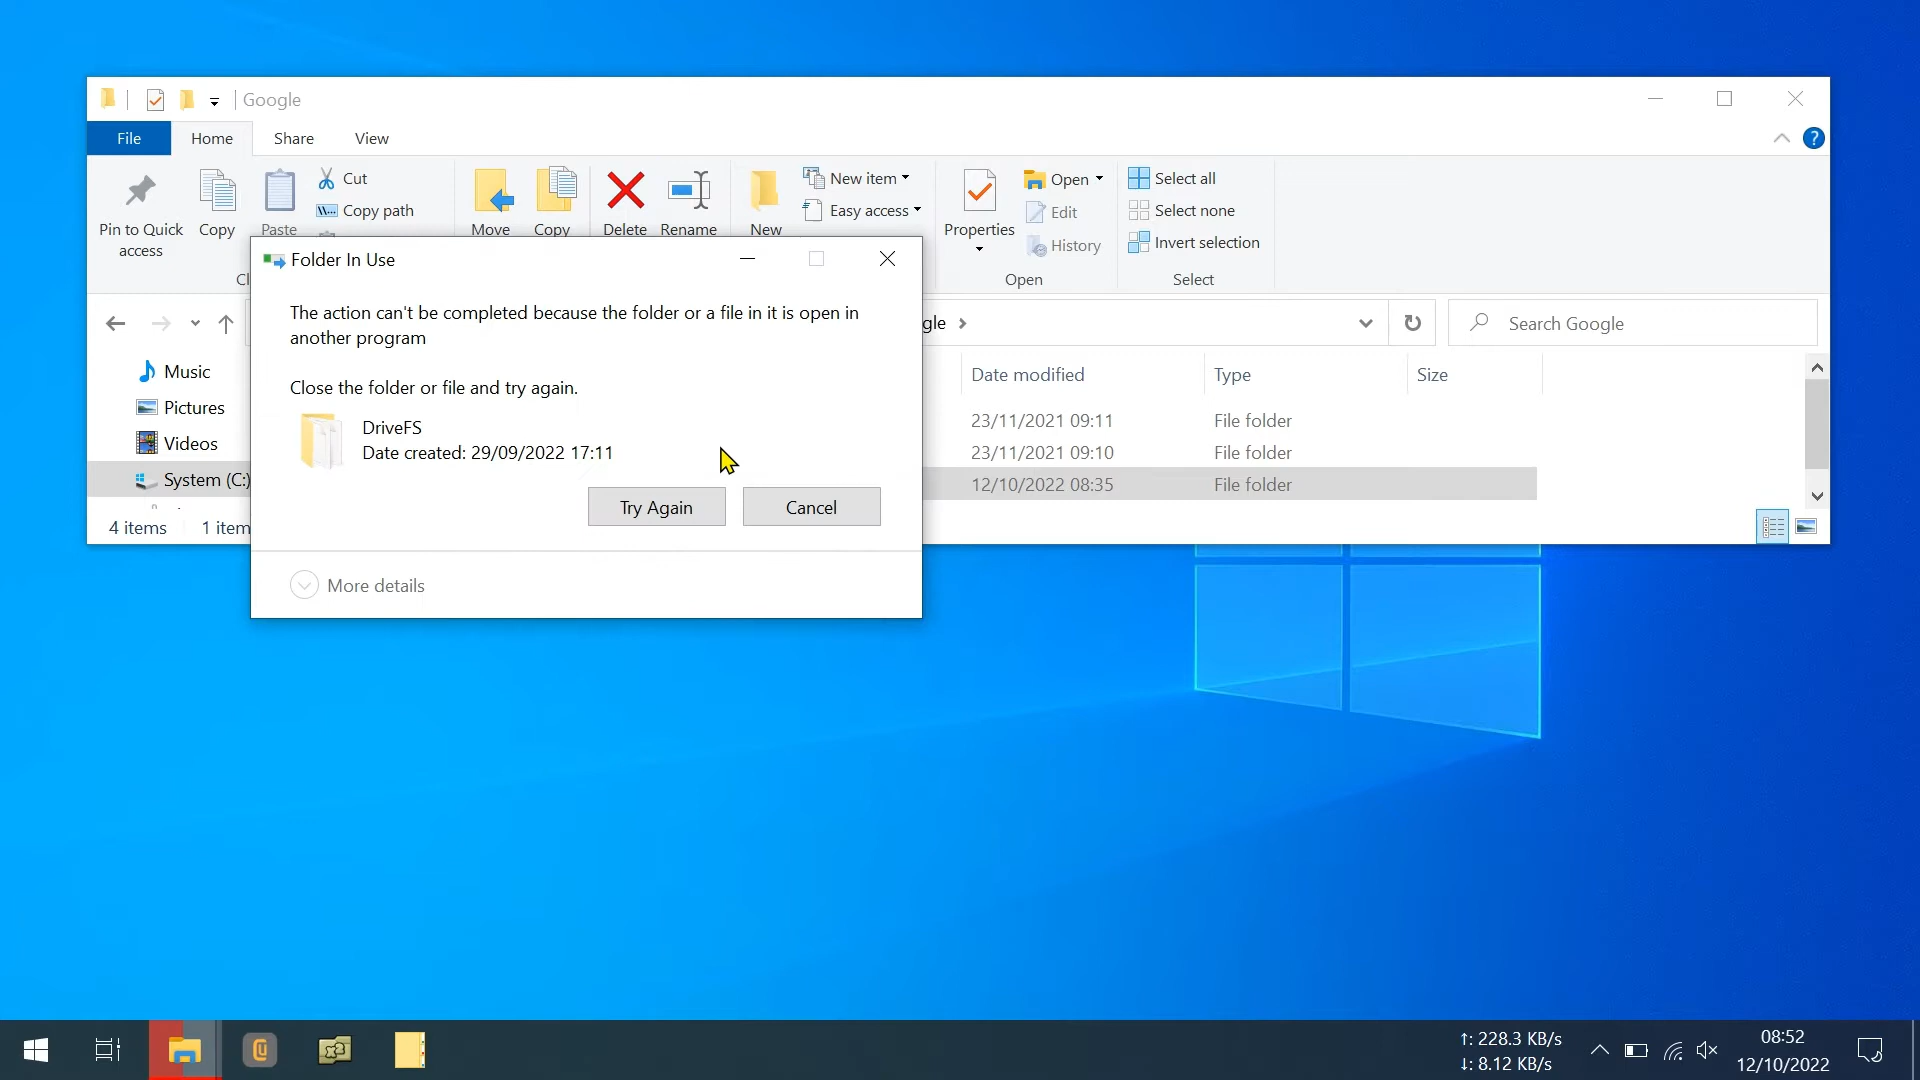 Google
File
Home
Share
View
Pin to Quick
access
Copy
Paste
Cut
Copy path
Move
Copy
Delete
Rename
New
New item
Easy access
Properties
Open
Edit
History
Select all
Select none
Invert selection
Cl
Open
Select
gle
Search Google
Music
Pictures
Videos
System (C:)
Date modified
Type
Size
23/11/2021 09:11
File folder
23/11/2021 09:10
File folder
12/10/2022 08:35
File folder
4 items
1 item
Folder In Use
The action can't be completed because the folder or a file in it is open in
another program
Close the folder or file and try again.
DriveFS
Date created: 29/09/2022 17:11
Try Again
Cancel
More details
↑: 228.3 KB/s
↓: 8.12 KB/s
08:52
12/10/2022